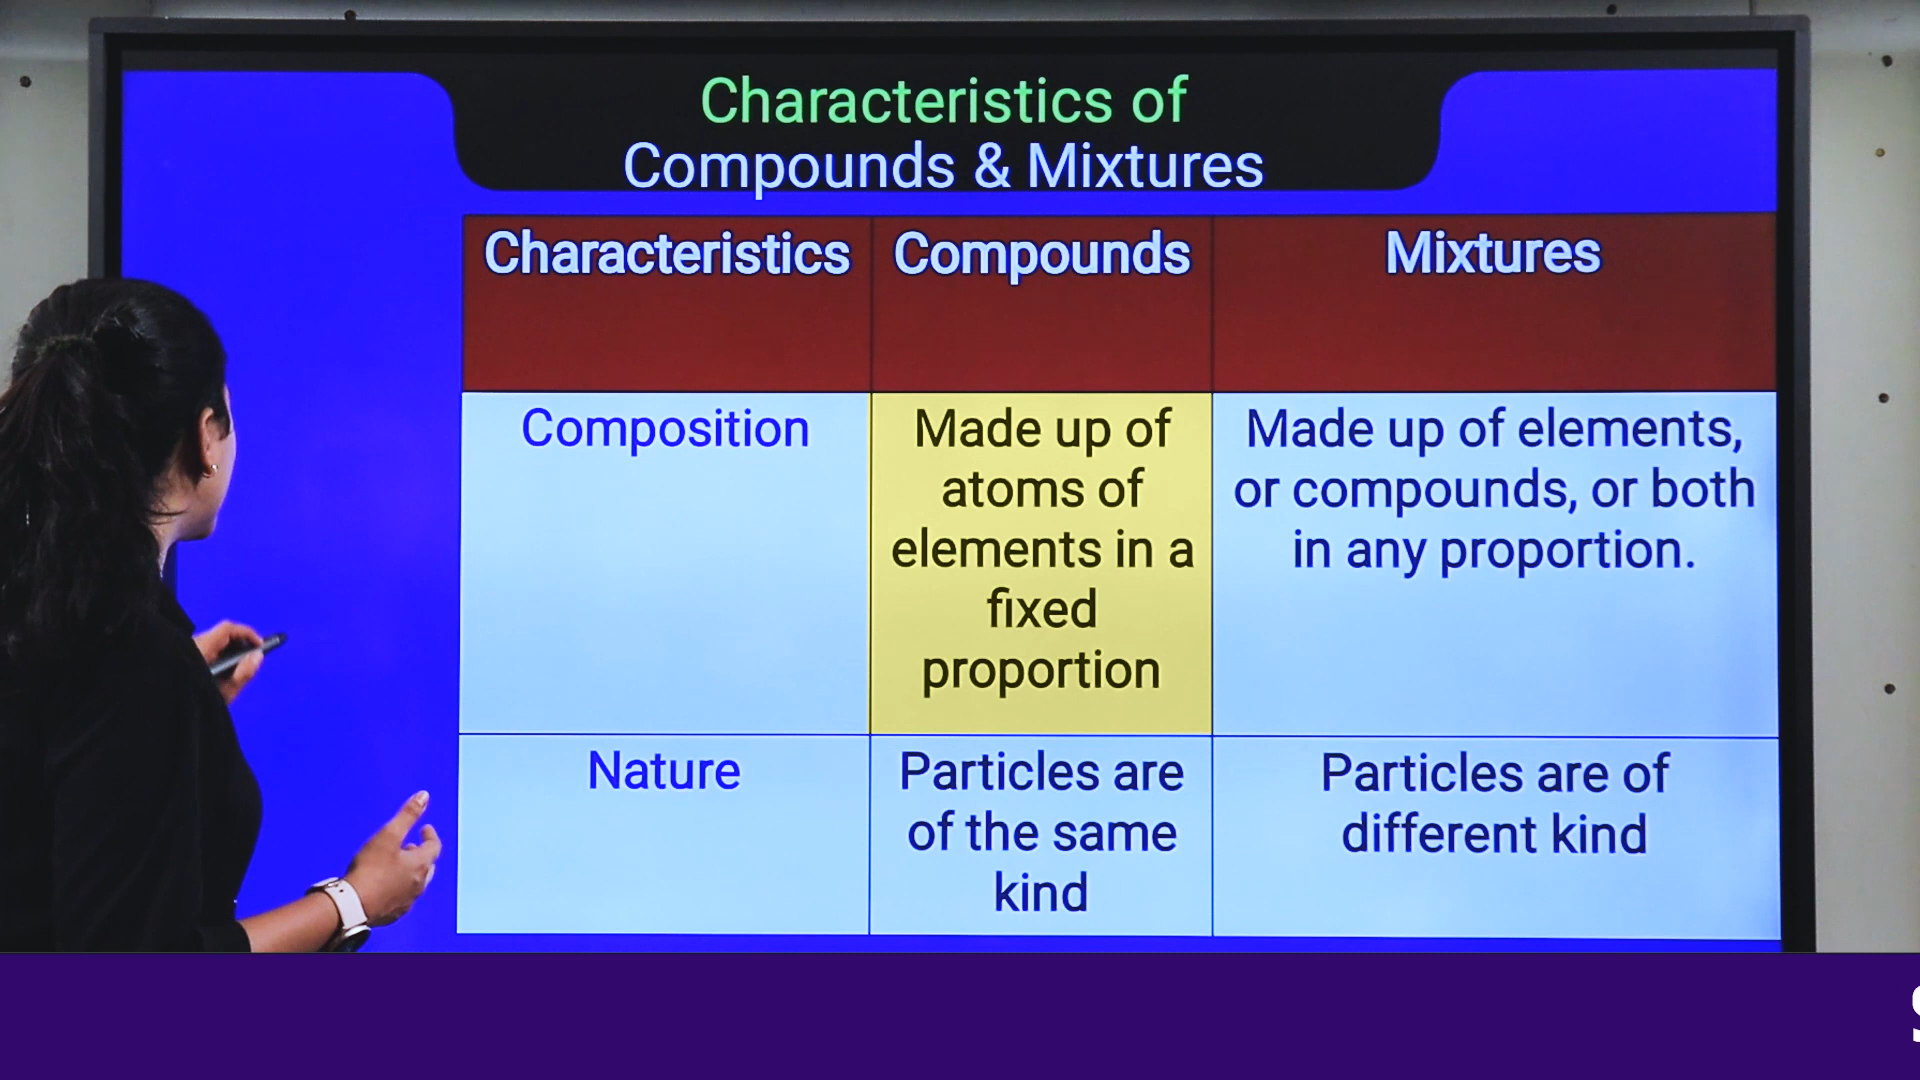 Characteristics of
Compounds & Mixtures
Characteristics
Compounds
Mixtures
Composition
Made up of
atoms of
elements in a
fixed
proportion
Made up of elements,
or compounds, or both
in any proportion.
Nature
Particles are
of the same
kind
Particles are of
different kind